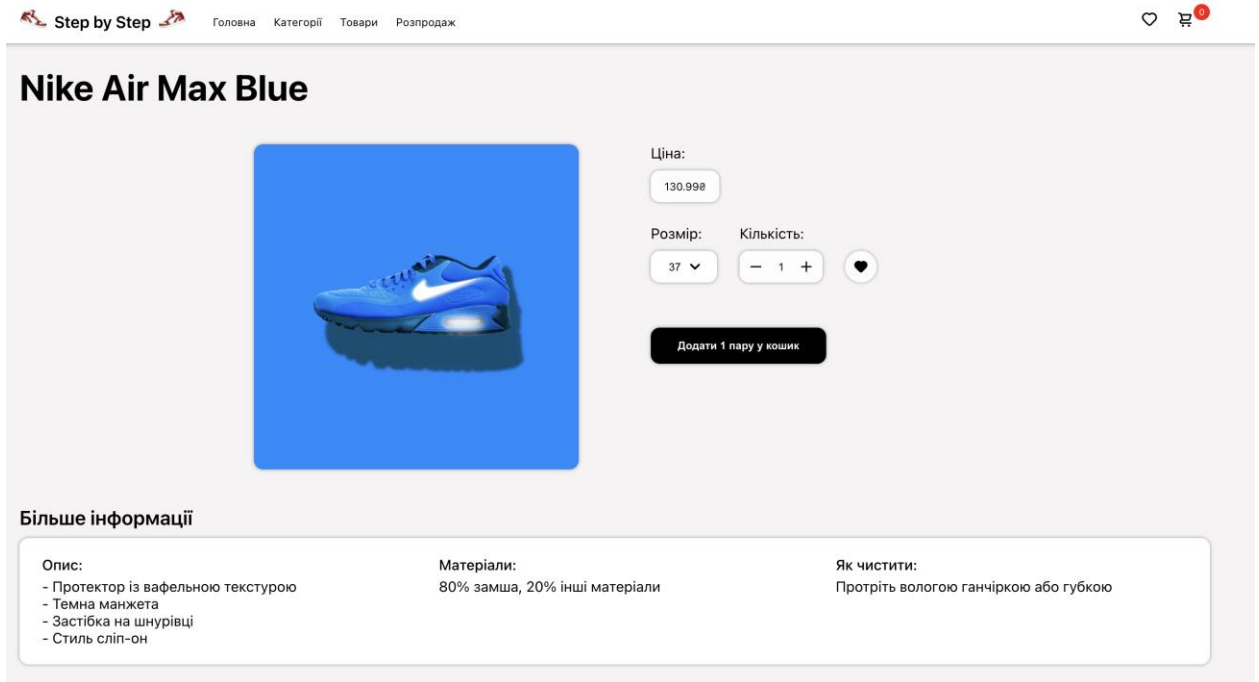 Step by Step
Головна Категорії Товари Розпродаж
0
Nike Air Max Blue
Ціна:
130.99₴
Розмір: Кількість:
37 1
Додати 1 пару у кошик
Більше інформації
Опис:
- Протектор із вафельною текстурою
- Темна манжета
- Застібка на шнурівці
- Стиль сліп-он
Матеріали:
80% замша, 20% інші матеріали
Як чистити:
Протріть вологою ганчіркою або губкою